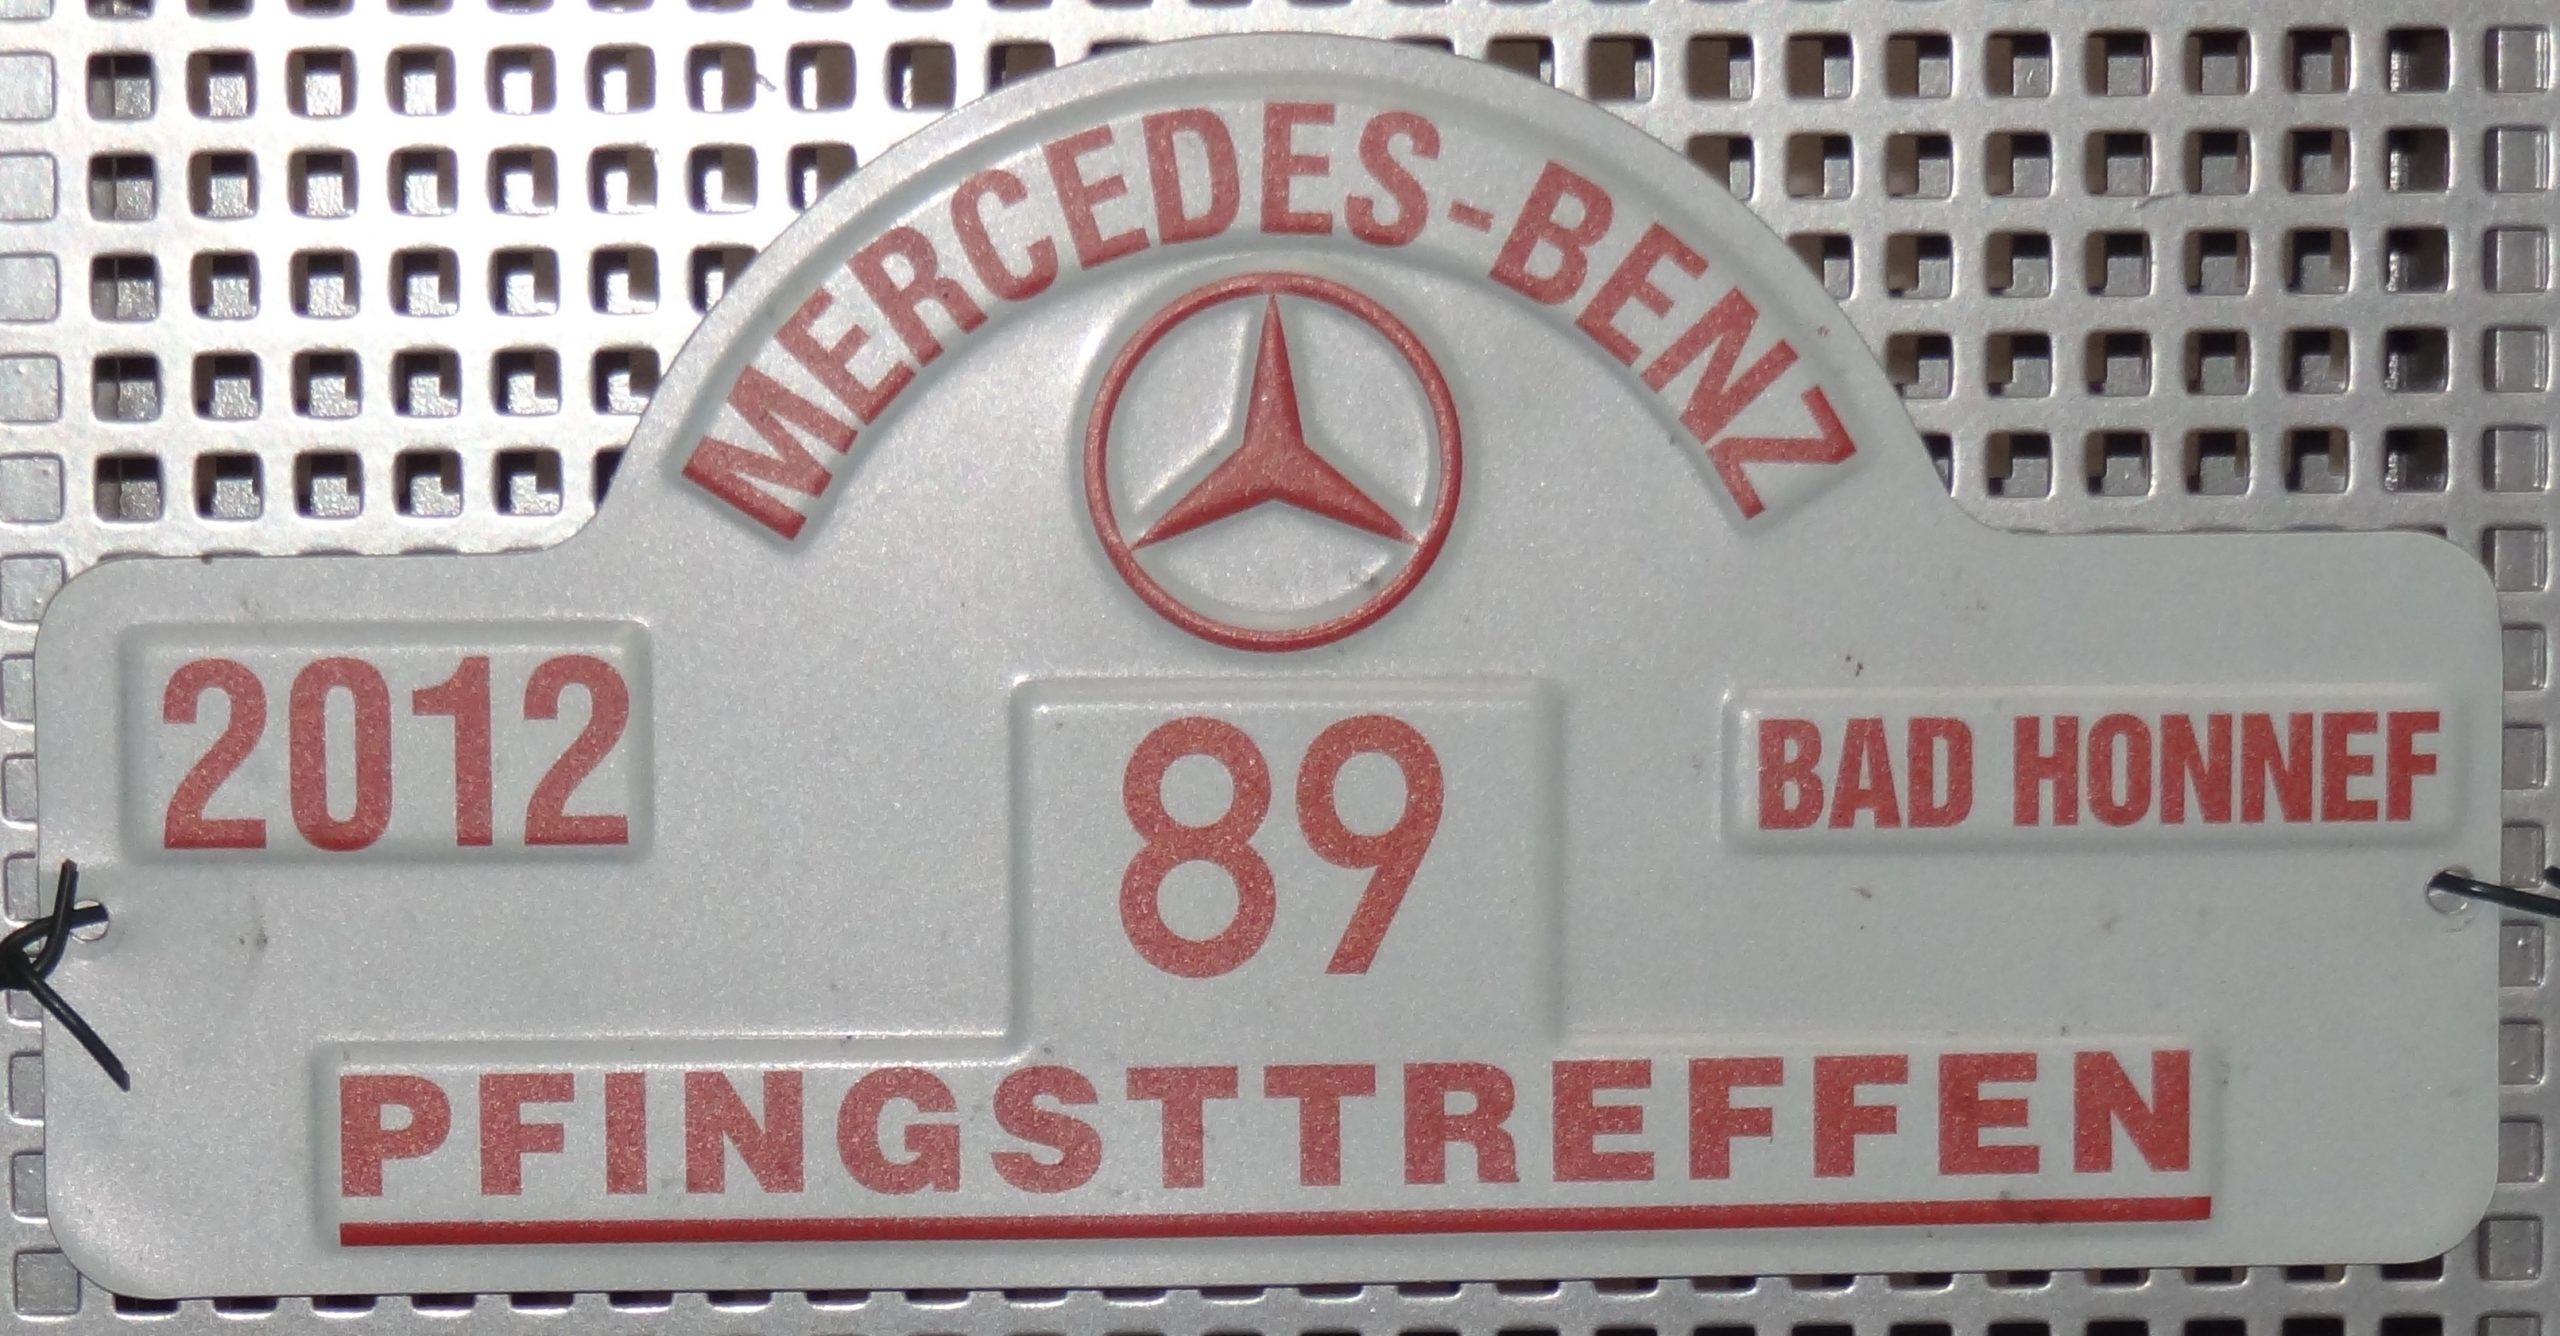 MERCEDES-BENZ
2012
89
BAD HONNEF
PFINGSTTREFFEN